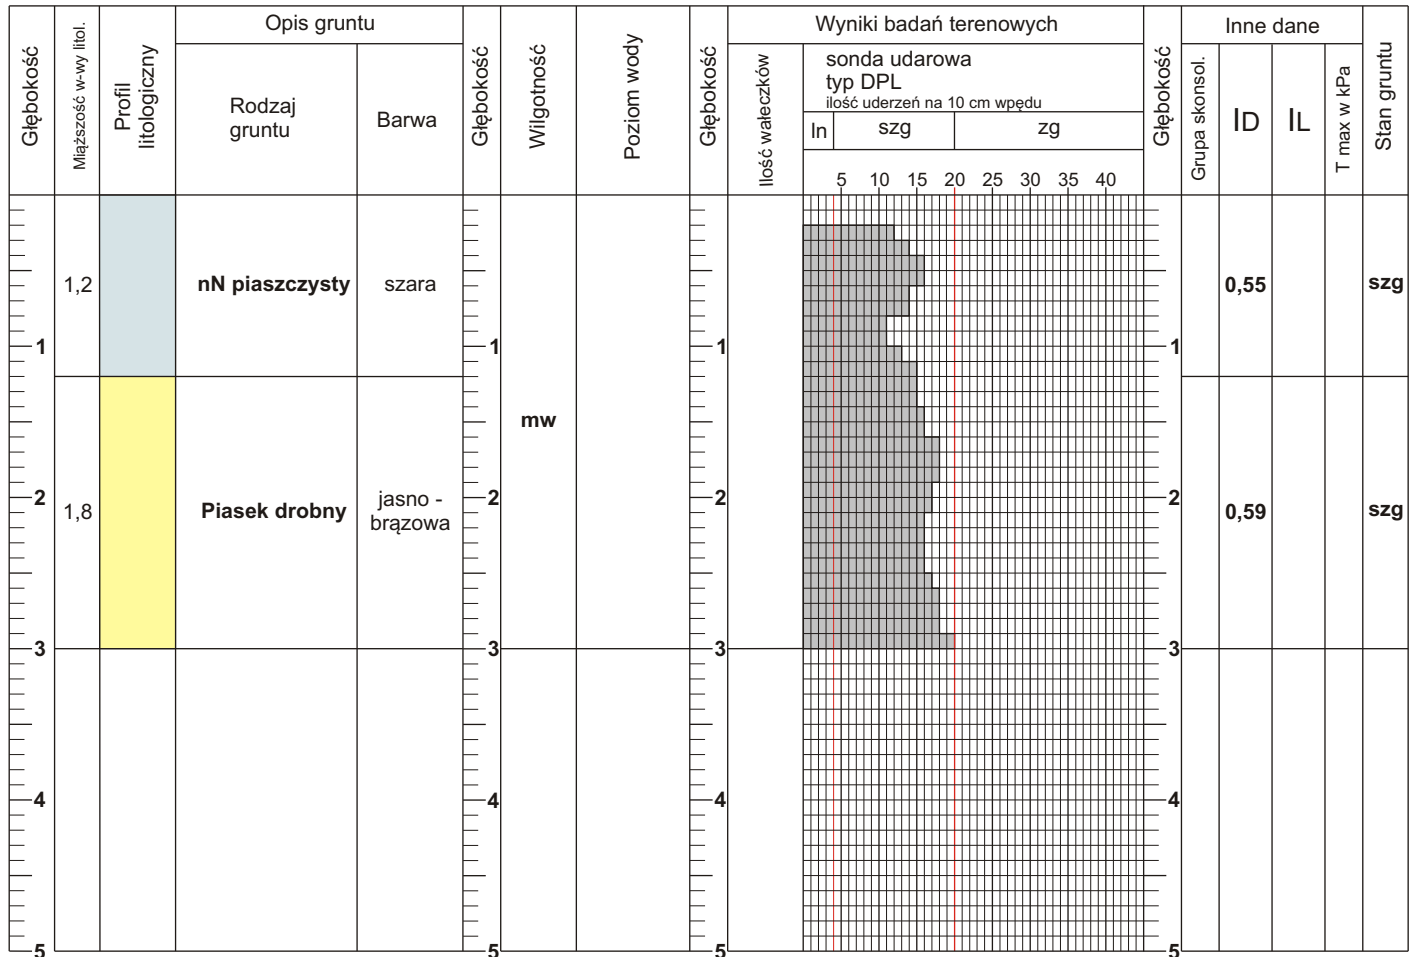 Głębokość
Miąższość w-wy litol.
Profil
litologiczny
Opis gruntu
Rodzaj
gruntu
Barwa
Głębokość
Wilgotność
Poziom wody
Głębokość
Wyniki badań terenowych
Ilość wałeczków
sonda udarowa
typ DPL
ilość uderzeń na 10 cm wpędu
ln szg zg
5 10 15 20 25 30 35 40
Głębokość
Inne dane
Grupa skonsol.
ID
IL
T max w kPa
Stan gruntu
1,2 nN piaszczysty szara 0,55 szg
1 1 1 1
mw
2 2 2 2
1,8 Piasek drobny jasno -
brązowa
0,59 szg
3 3 3 3
4 4 4 4
5 5 5 5